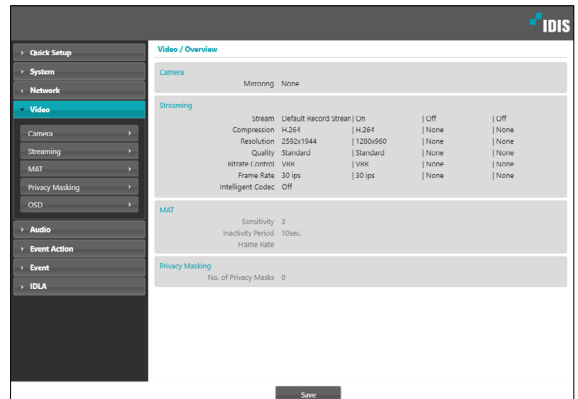 IDIS
Quick Setup
System
Network
Video
Camera
Streaming
MAT
Privacy Masking
OSD
Audio
Event Action
Event
IDLA
Video / Overview
Camera
Mirroring None
Streaming
Stream Default Record Strear | On | Off | Off
Compression H.264 | H.264 | None | None
Resolution 2592x1944 | 1280x960 | None | None
Quality Standard | Standard | None | None
Bitrate Control VBR | VBR | None | None
Frame Rate 30 ips | 30 ips | None | None
Intelligent Codec Off
MAT
Sensitivity 3
Inactivity Period 10sec.
Frame Rate
Privacy Masking
No. of Privacy Masks 0
Save